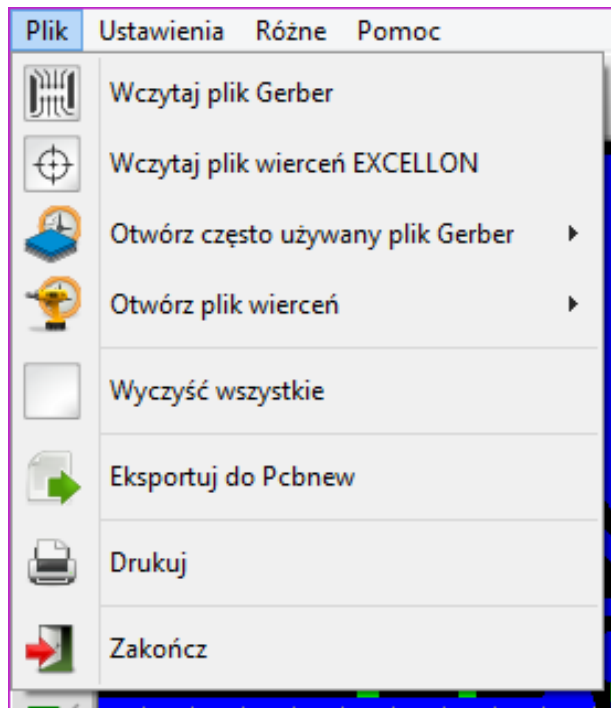 Plik Ustawienia Różne Pomoc
Wczytaj plik Gerber
Wczytaj plik wierceń EXCELLON
Otwórz często używany plik Gerber
Otwórz plik wierceń
Wyczyść wszystkie
Eksportuj do Pcbnew
Drukuj
Zakończ